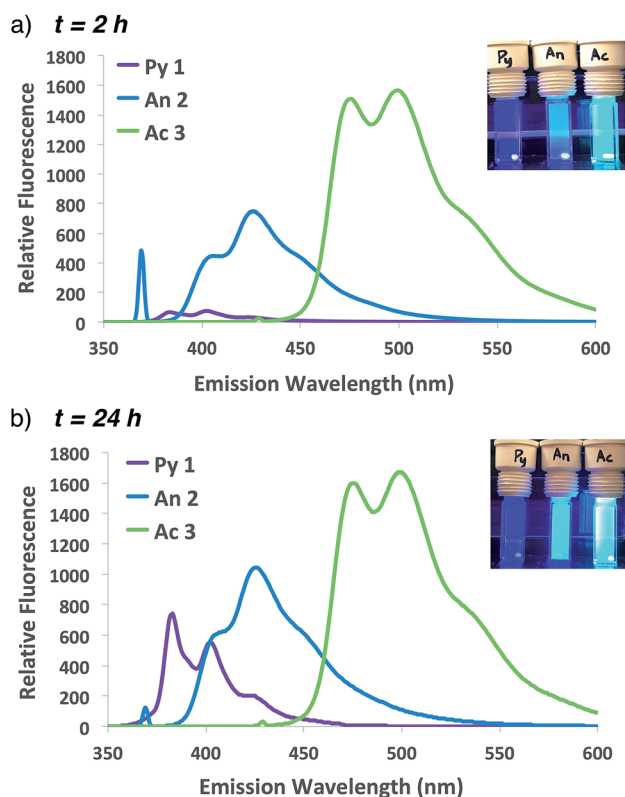 a) t = 2 h
1800
1600
1400
1200
1000
800
600
400
200
0
Relative Fluorescence
Py 1
An 2
Ac 3
Py An Ac
350 400 450 500 550 600
Emission Wavelength (nm)
b) t = 24 h
1800
1600
1400
1200
1000
800
600
400
200
0
Relative Fluorescence
Py 1
An 2
Ac 3
Py An Ac
350 400 450 500 550 600
Emission Wavelength (nm)